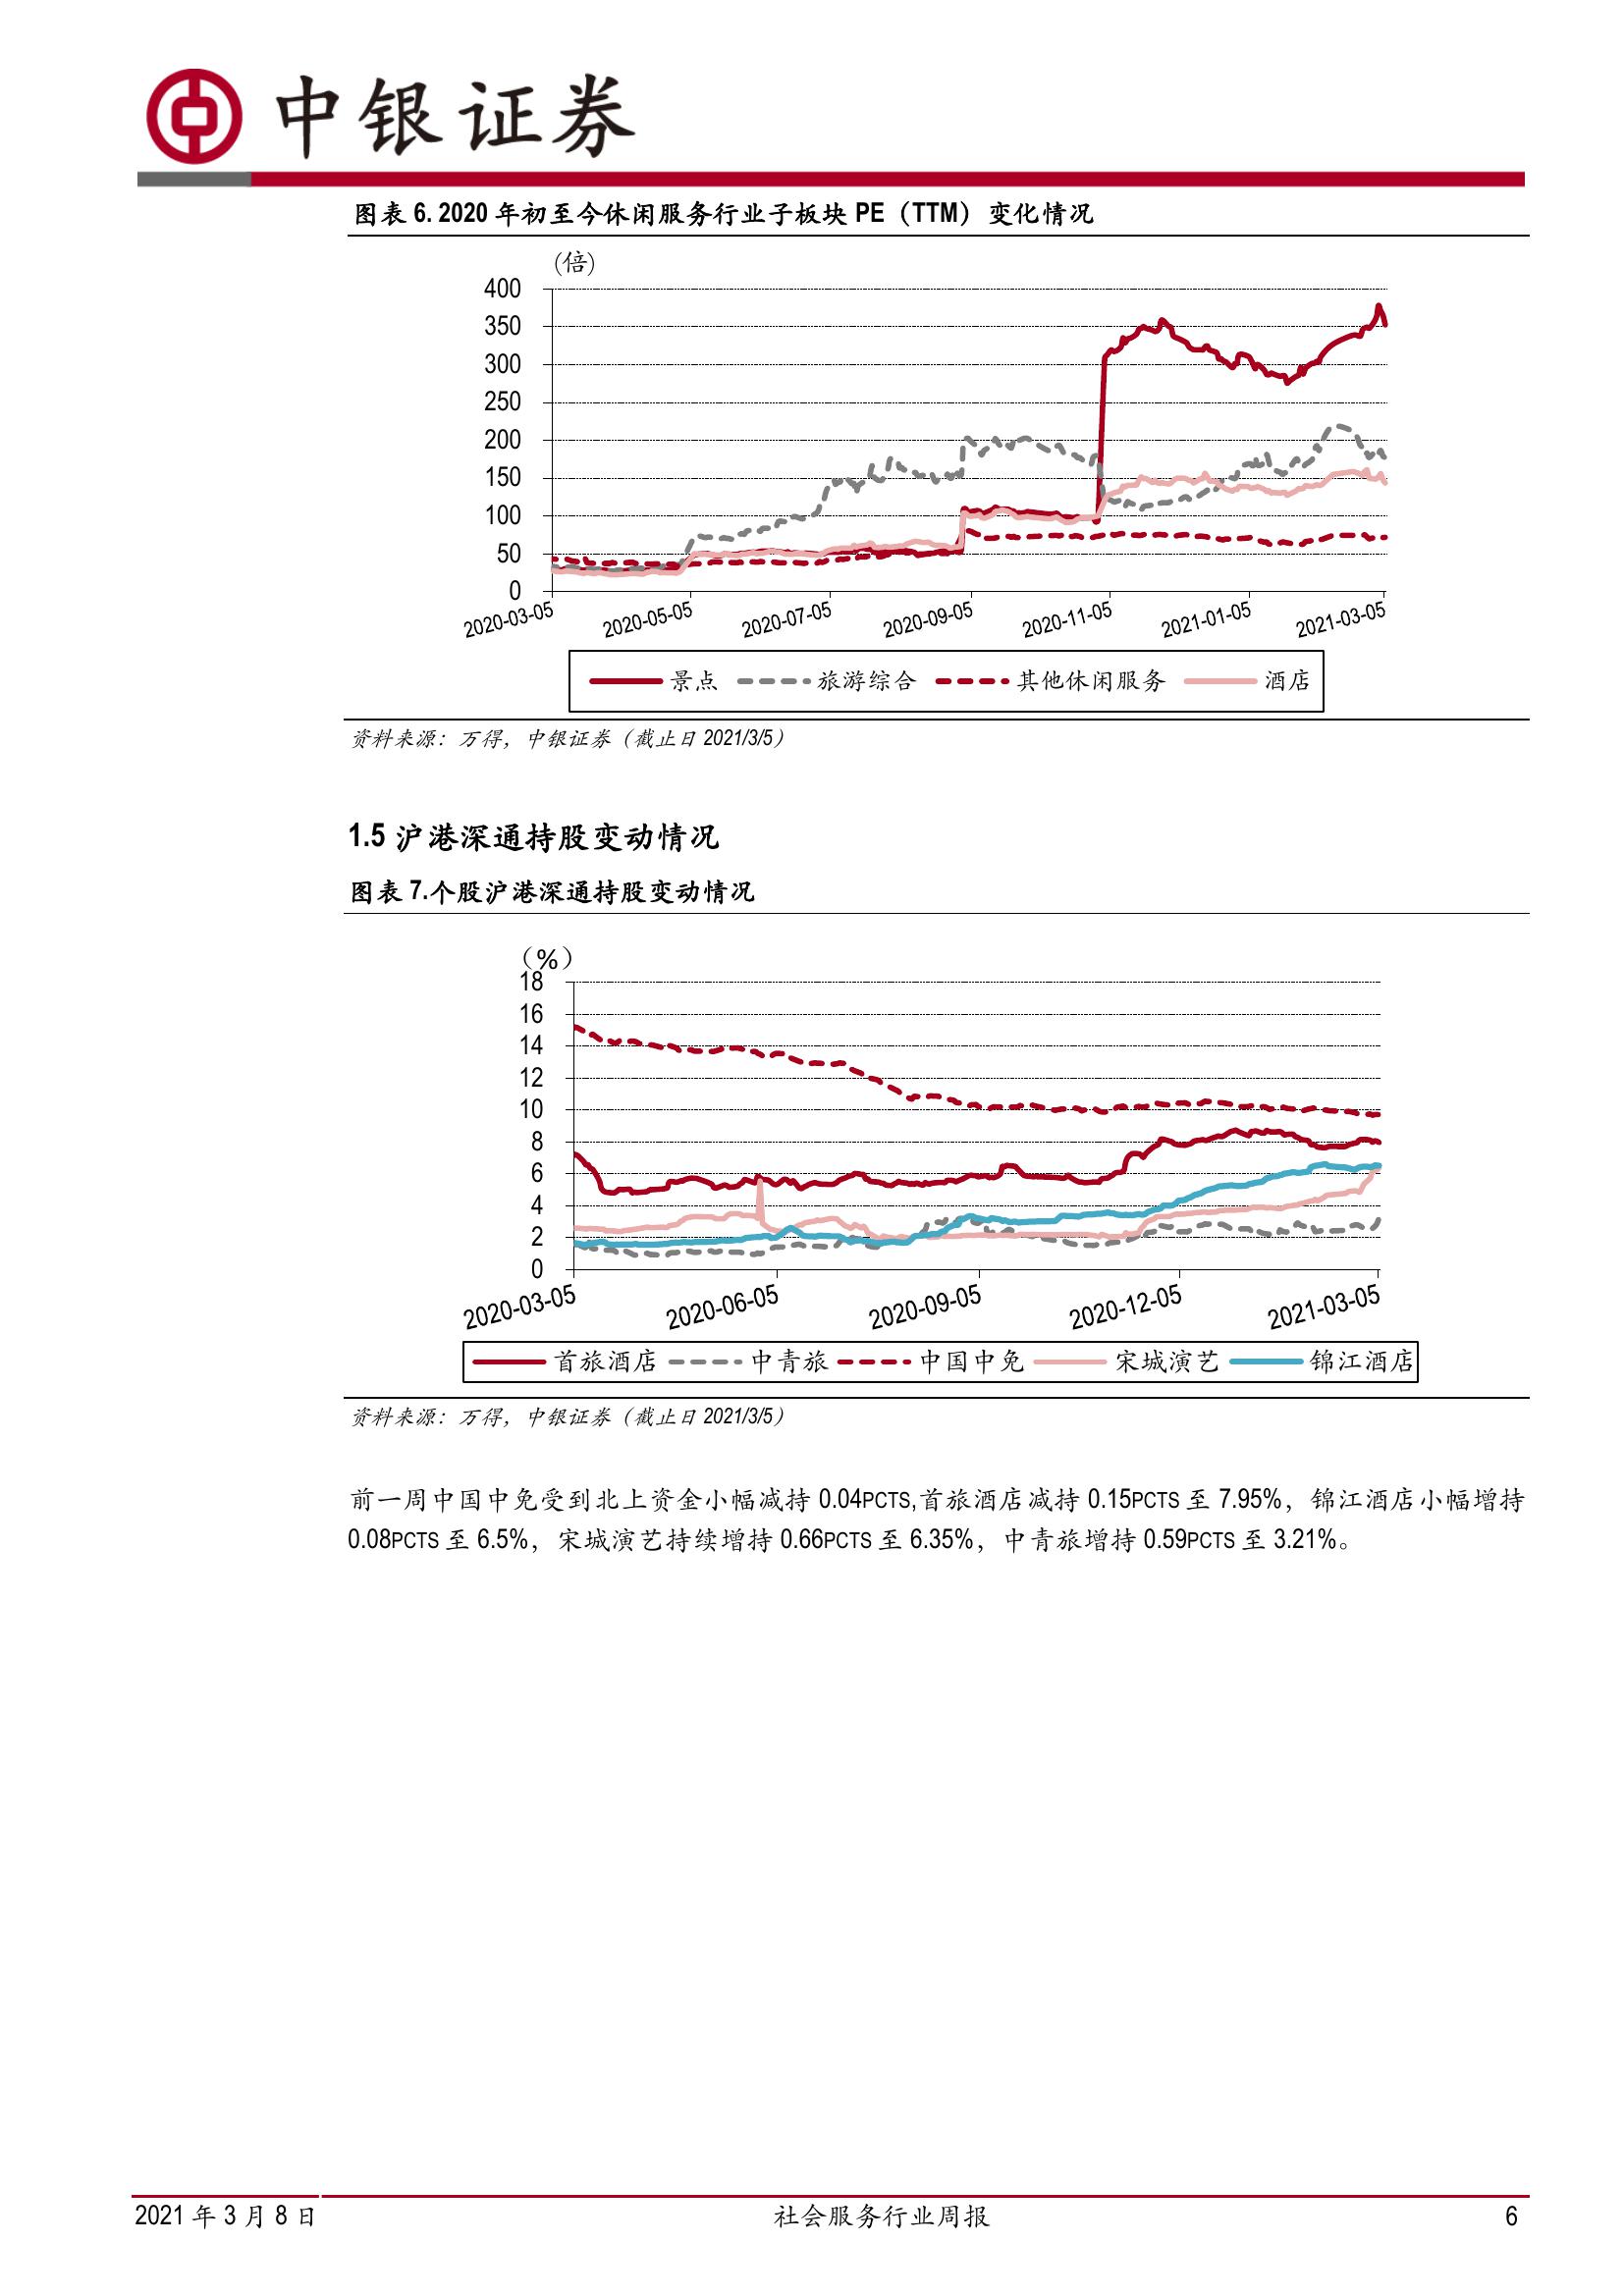 中银证券
图表 6. 2020 年初至今休闲服务行业子板块 PE（TTM）变化情况
(倍)
400
350
300
250
200
150
100
50
0
2020-03-05 2020-05-05 2020-07-05 2020-09-05 2020-11-05 2021-01-05 2021-03-05
景点 旅游综合 其他休闲服务 酒店
资料来源：万得，中银证券（截止日 2021/3/5）
1.5 沪港深通持股变动情况
图表 7.个股沪港深通持股变动情况
（%）
18
16
14
12
10
8
6
4
2
0
2020-03-05 2020-06-05 2020-09-05 2020-12-05 2021-03-05
首旅酒店 中青旅 中国中免 宋城演艺 锦江酒店
资料来源：万得，中银证券（截止日 2021/3/5）
前一周中国中免受到北上资金小幅减持 0.04PCTS,首旅酒店减持 0.15PCTS 至 7.95%，锦江酒店小幅增持
0.08PCTS 至 6.5%，宋城演艺持续增持 0.66PCTS 至 6.35%，中青旅增持 0.59PCTS 至 3.21%。
2021 年 3 月 8 日 社会服务行业周报 6